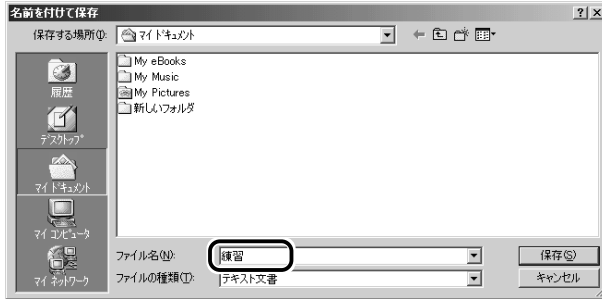 名前を付けて保存
保存する場所(I):
マイ ドキュメント
My eBooks
My Music
My Pictures
新しいフォルダ
履歴
デスクトップ
マイ ドキュメント
マイ コンピュータ
マイ ネットワーク
ファイル名(N):
練習
保存(S)
ファイルの種類(T):
テキスト文書
キャンセル